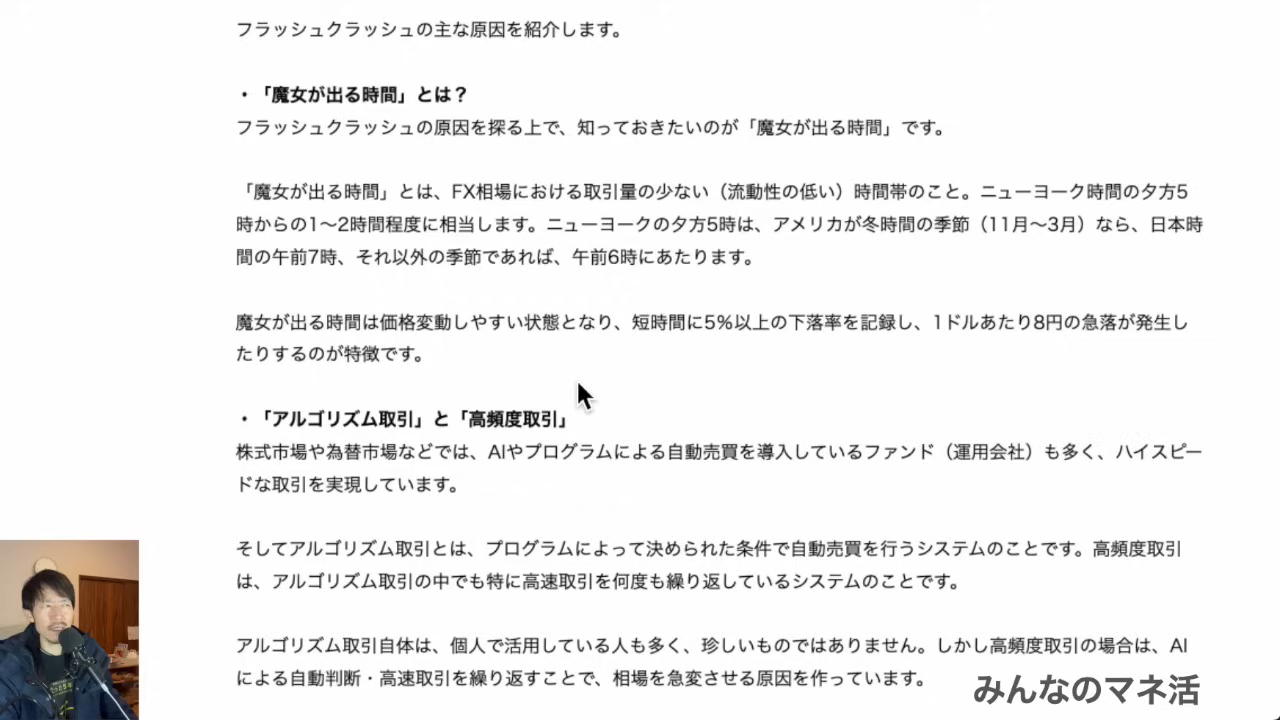 フラッシュクラッシュの主な原因を紹介します。
・「魔女が出る時間」とは？
フラッシュクラッシュの原因を探る上で、知っておきたいのが「魔女が出る時間」です。
「魔女が出る時間」とは、FX相場における取引量の少ない（流動性の低い）時間帯のこと。ニューヨーク時間の夕方5
時からの1〜2時間程度に相当します。ニューヨークの夕方5時は、アメリカが冬時間の季節（11月〜3月）なら、日本時
間の午前7時、それ以外の季節であれば、午前6時にあたります。
魔女が出る時間は価格変動しやすい状態となり、短時間に5%以上の下落率を記録し、1ドルあたり8円の急落が発生し
たりするのが特徴です。
・「アルゴリズム取引」と「高頻度取引」
株式市場や為替市場などでは、AIやプログラムによる自動売買を導入しているファンド（運用会社）も多く、ハイスピー
ドな取引を実現しています。
そしてアルゴリズム取引とは、プログラムによって決められた条件で自動売買を行うシステムのことです。高頻度取引
は、アルゴリズム取引の中でも特に高速取引を何度も繰り返しているシステムのことです。
アルゴリズム取引自体は、個人で活用している人も多く、珍しいものではありません。しかし高頻度取引の場合は、AI
による自動判断・高速取引を繰り返すことで、相場を急変させる原因を作っています。
みんなのマネ活